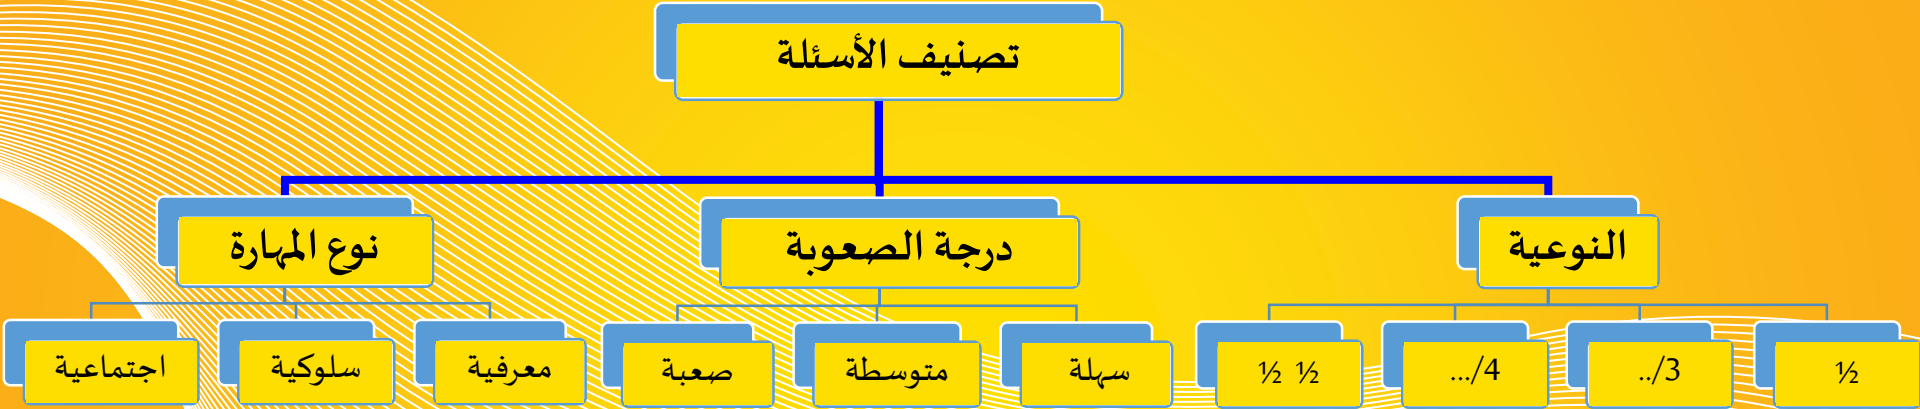 تصنيف الأسئلة
النوعية
درجة الصعوبة
نوع المهارة
½
../3
.../4
½ ½
سهلة
متوسطة
صعبة
معرفية
سلوكية
اجتماعية